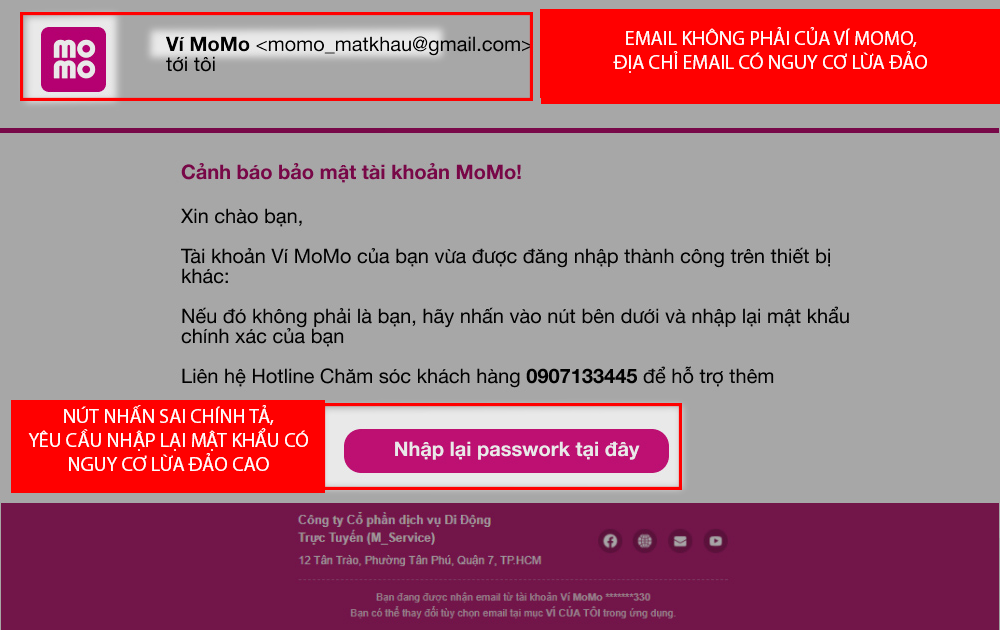 momo
Ví MoMo <momo_matkhau@gmail.com>
tới tôi
EMAIL KHÔNG PHẢI CỦA VÍ MOMO,
ĐỊA CHỈ EMAIL CÓ NGUY CƠ LỪA ĐẢO
Cảnh báo bảo mật tài khoản MoMo!
Xin chào bạn,
Tài khoản Ví MoMo của bạn vừa được đăng nhập thành công trên thiết bị
khác:
Nếu đó không phải là bạn, hãy nhấn vào nút bên dưới và nhập lại mật khẩu
chính xác của bạn
Liên hệ Hotline Chăm sóc khách hàng 0907133445 để hỗ trợ thêm
NÚT NHẤN SAI CHÍNH TẢ,
YÊU CẦU NHẬP LẠI MẬT KHẨU CÓ
NGUY CƠ LỪA ĐẢO CAO
Nhập lại passwork tại đây
Công ty Cổ phần dịch vụ Di Động
Trực Tuyến (M_Service)
12 Tân Trào, Phường Tân Phú, Quận 7, TP.HCM
Bạn đang được nhận email từ tài khoản Ví MoMo *******330
Bạn có thể thay đổi tùy chọn email tại mục VÍ CỦA TÔI trong ứng dụng.